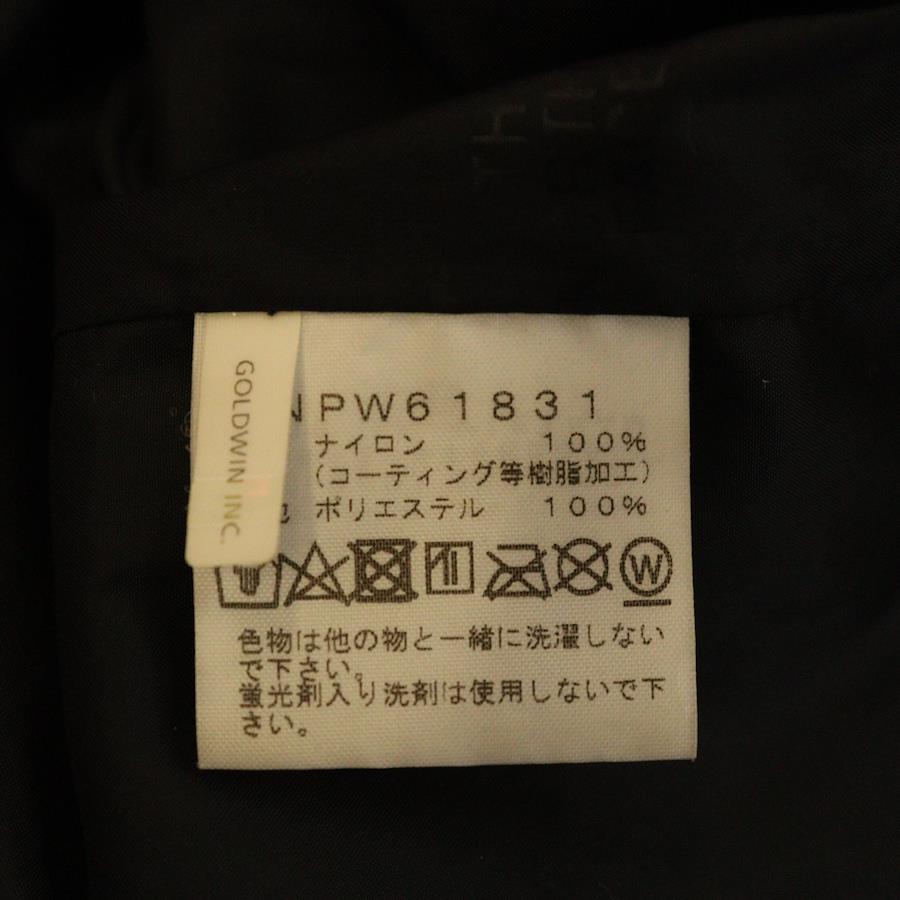 GOLDWIN INC.
NPW61831
ナイロン 100%
(コーティング等樹脂加工)
ポリエステル 100%
W
色物は他の物と一緒に洗濯しない
で下さい。
蛍光剤入り洗剤は使用しないで下
さい。